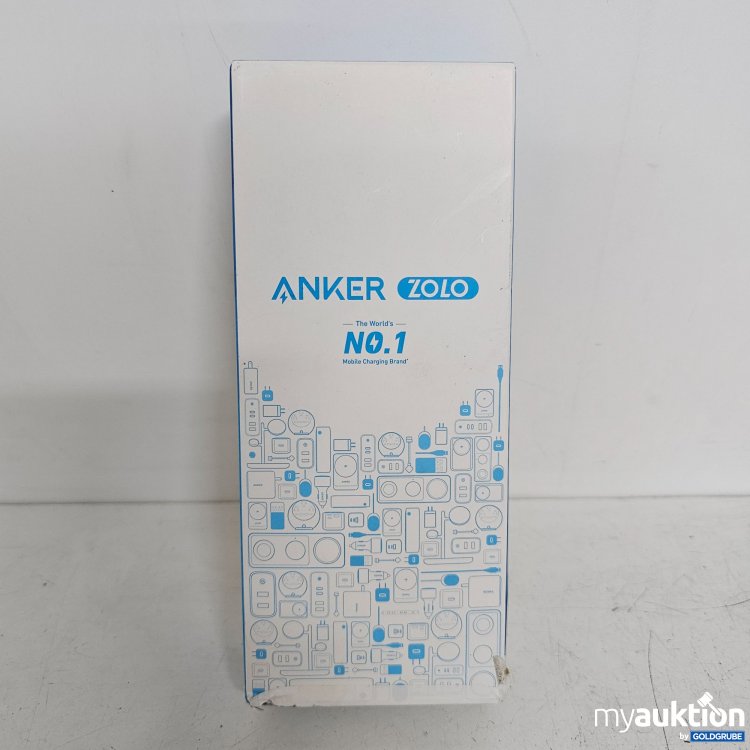 ANKER ZOLO
The World's
NO.1
Mobile Charging Brand*
myauktion
by GOLDGRUBE